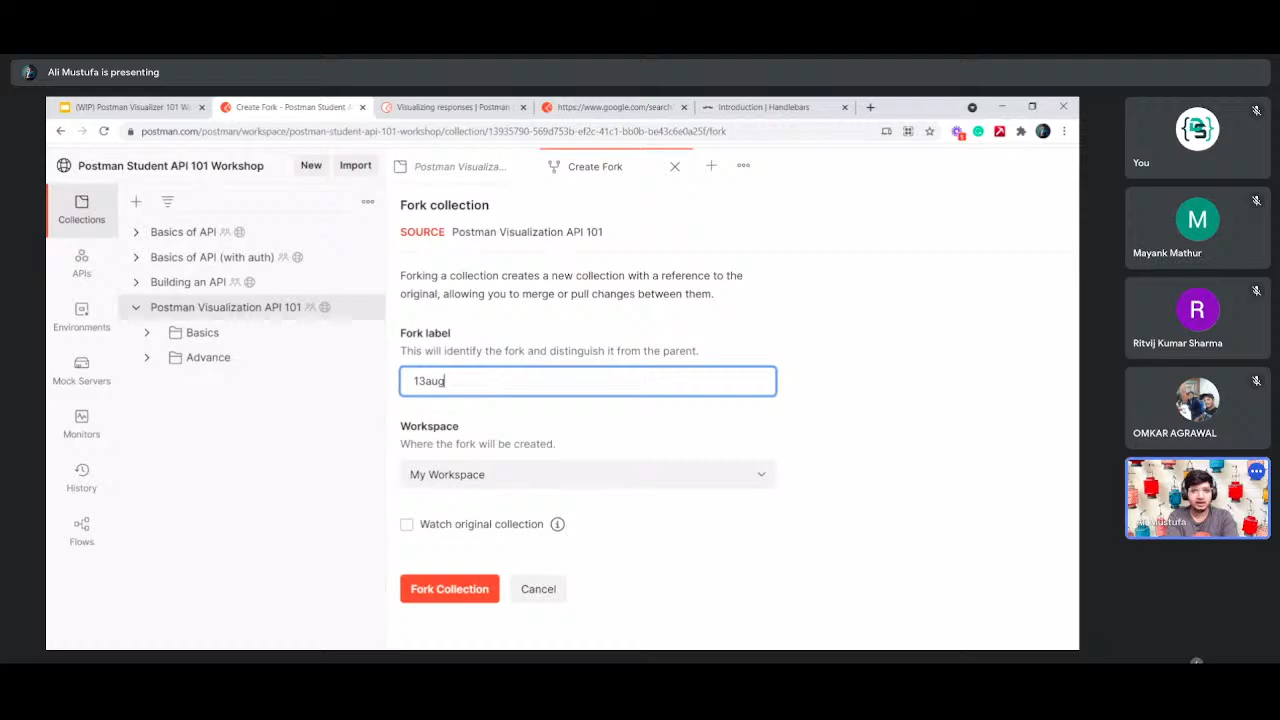 Ali Mustufa is presenting
(WIP) Postman Visualizer 101 W
Create Fork - Postman Student A
Visualizing responses | Postman
https://www.google.com/search
Introduction | Handlebars
postman.com/postman/workspace/postman-student-api-101-workshop/collection/13935790-569d753b-ef2c-41c1-bb0b-be43c6e0a25f/fork
Postman Student API 101 Workshop
New
Import
Postman Visualiza...
Create Fork
Collections
APIs
Environments
Mock Servers
Monitors
History
Flows
Basics of API
Basics of API (with auth)
Building an API
Postman Visualization API 101
Basics
Advance
Fork collection
SOURCE Postman Visualization API 101
Forking a collection creates a new collection with a reference to the
original, allowing you to merge or pull changes between them.
Fork label
This will identify the fork and distinguish it from the parent.
13aug
Workspace
Where the fork will be created.
My Workspace
Watch original collection
Fork Collection
Cancel
You
M
Mayank Mathur
R
Ritvij Kumar Sharma
OMKAR AGRAWAL
Ali Mustufa